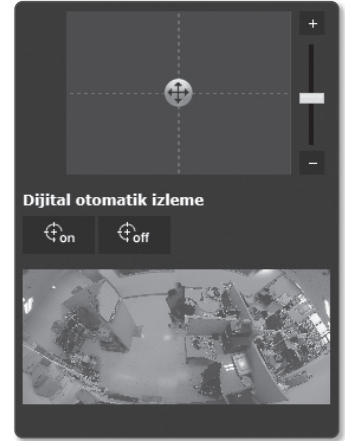 +
−
Dijital otomatik izleme
on
off